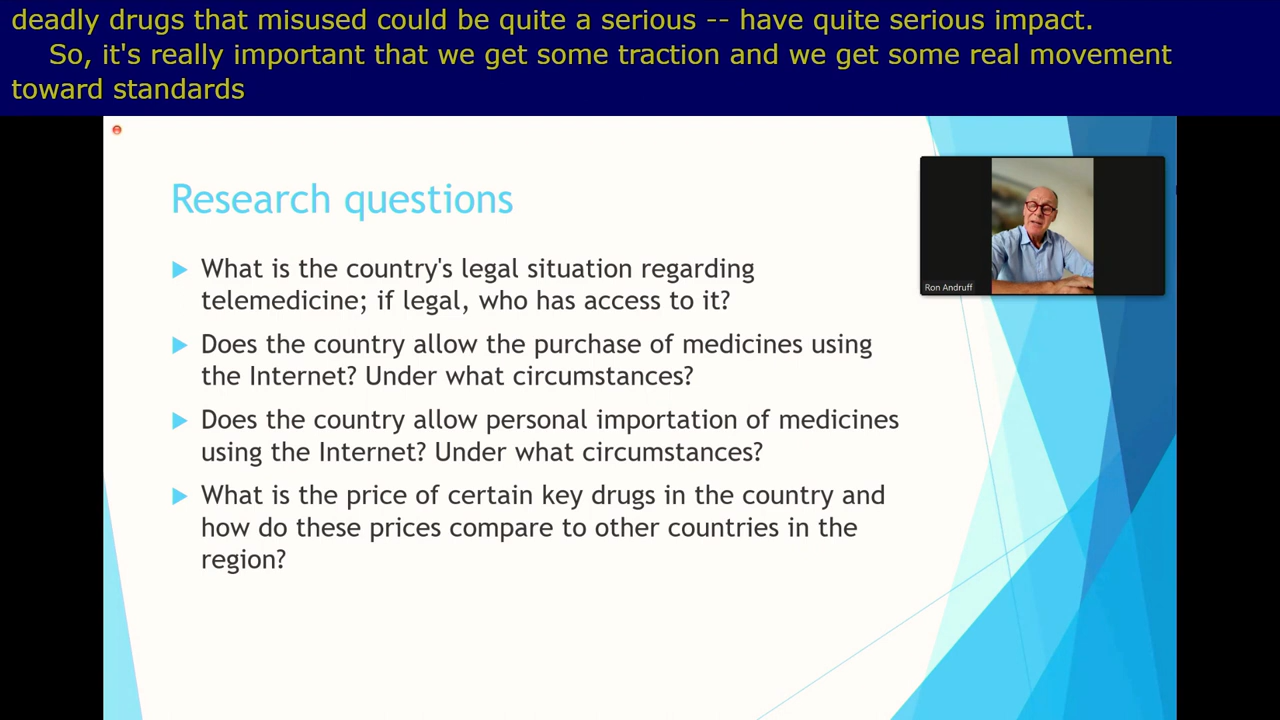 deadly drugs that misused could be quite a serious -- have quite serious impact.
So, it's really important that we get some traction and we get some real movement
toward standards
Research questions
What is the country's legal situation regarding
telemedicine; if legal, who has access to it?
Does the country allow the purchase of medicines using
the Internet? Under what circumstances?
Does the country allow personal importation of medicines
using the Internet? Under what circumstances?
What is the price of certain key drugs in the country and
how do these prices compare to other countries in the
region?
Ron Andruff